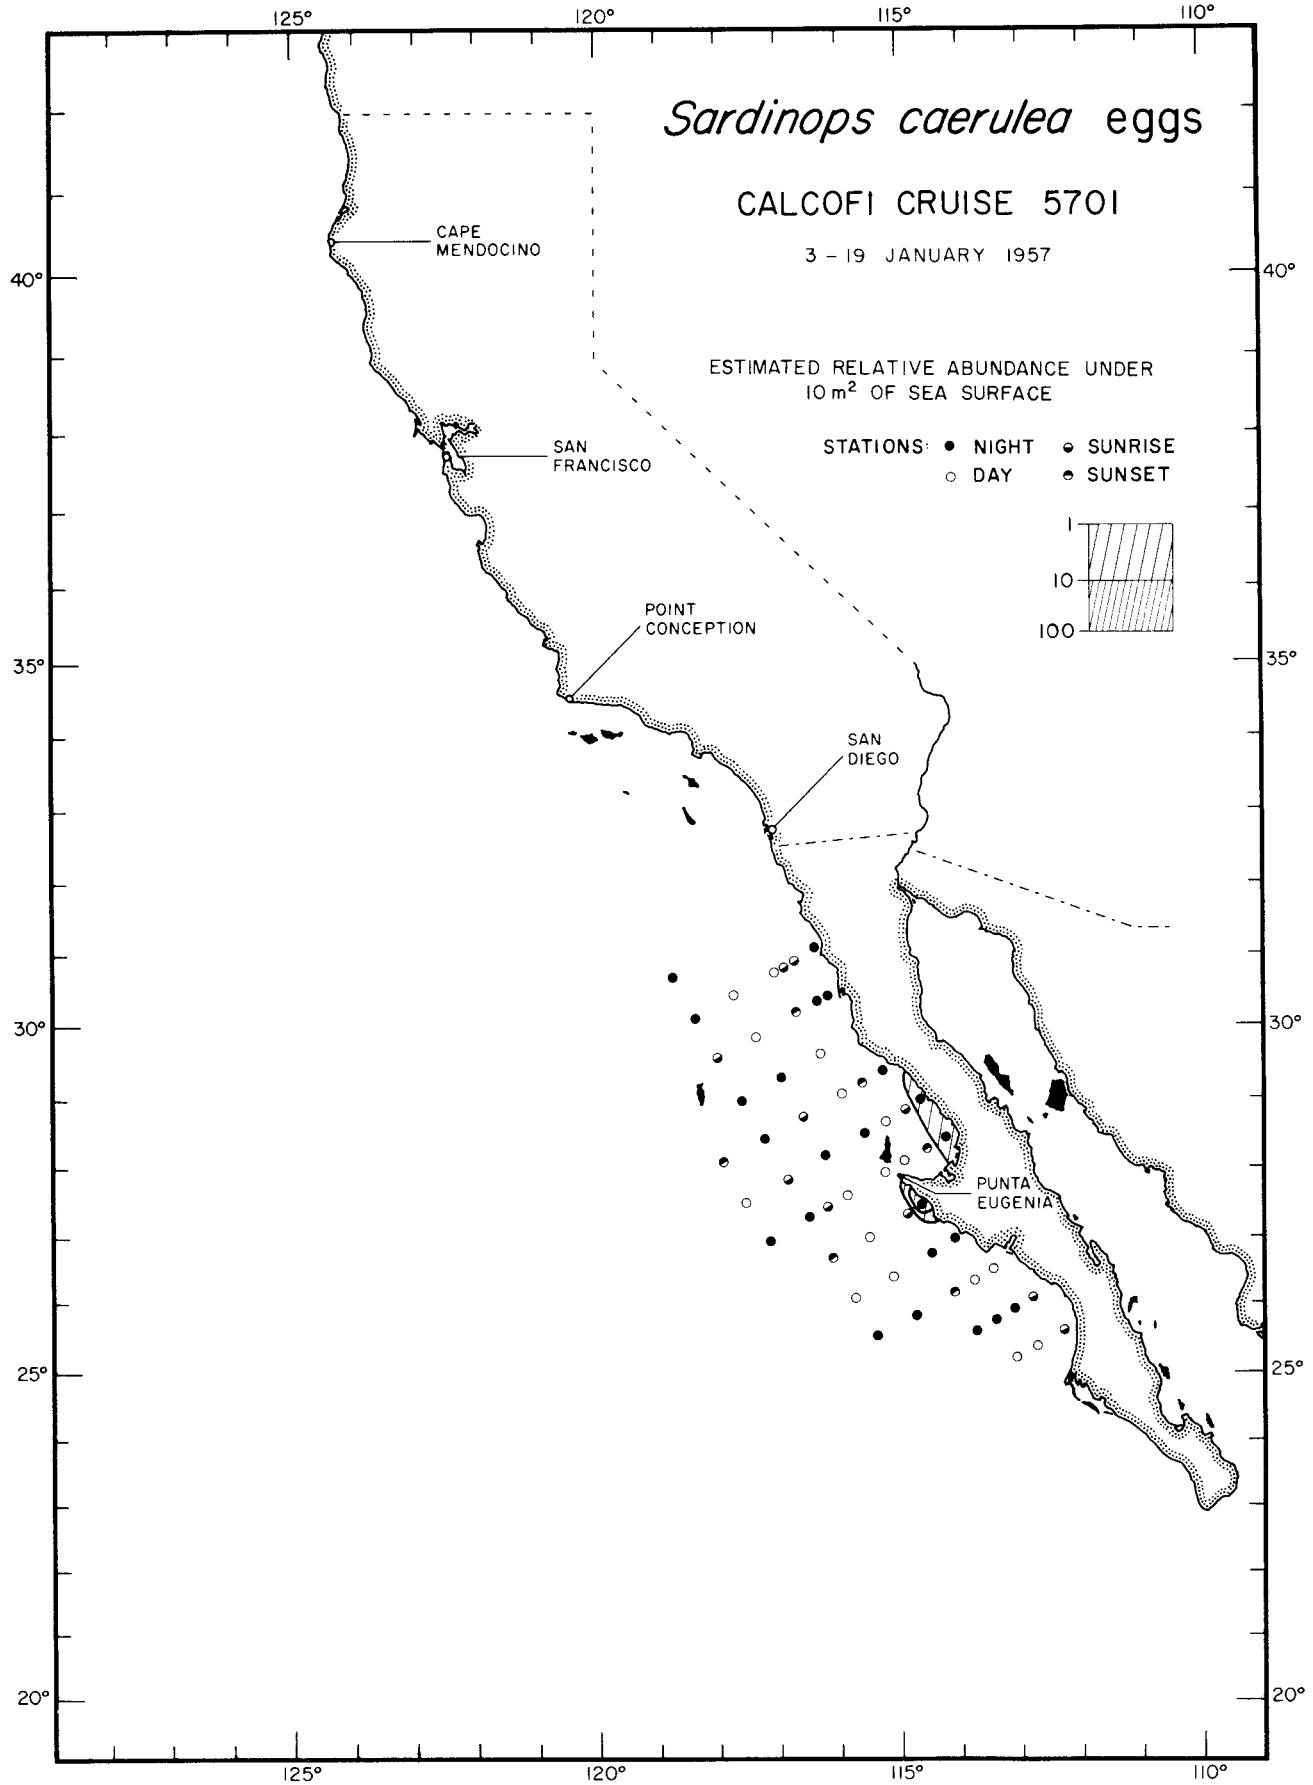 125° 120° 115° 110°
Sardinops caerulea eggs
CALCOFI CRUISE 5701
3 – 19 JANUARY 1957
CAPE
MENDOCINO
40° 40°
ESTIMATED RELATIVE ABUNDANCE UNDER
10 m² OF SEA SURFACE
STATIONS: ● NIGHT ◒ SUNRISE
○ DAY ◓ SUNSET
SAN
FRANCISCO
1
10
100
POINT
CONCEPTION
35° 35°
SAN
DIEGO
30° 30°
PUNTA
EUGENIA
25° 25°
20° 20°
125° 120° 115° 110°